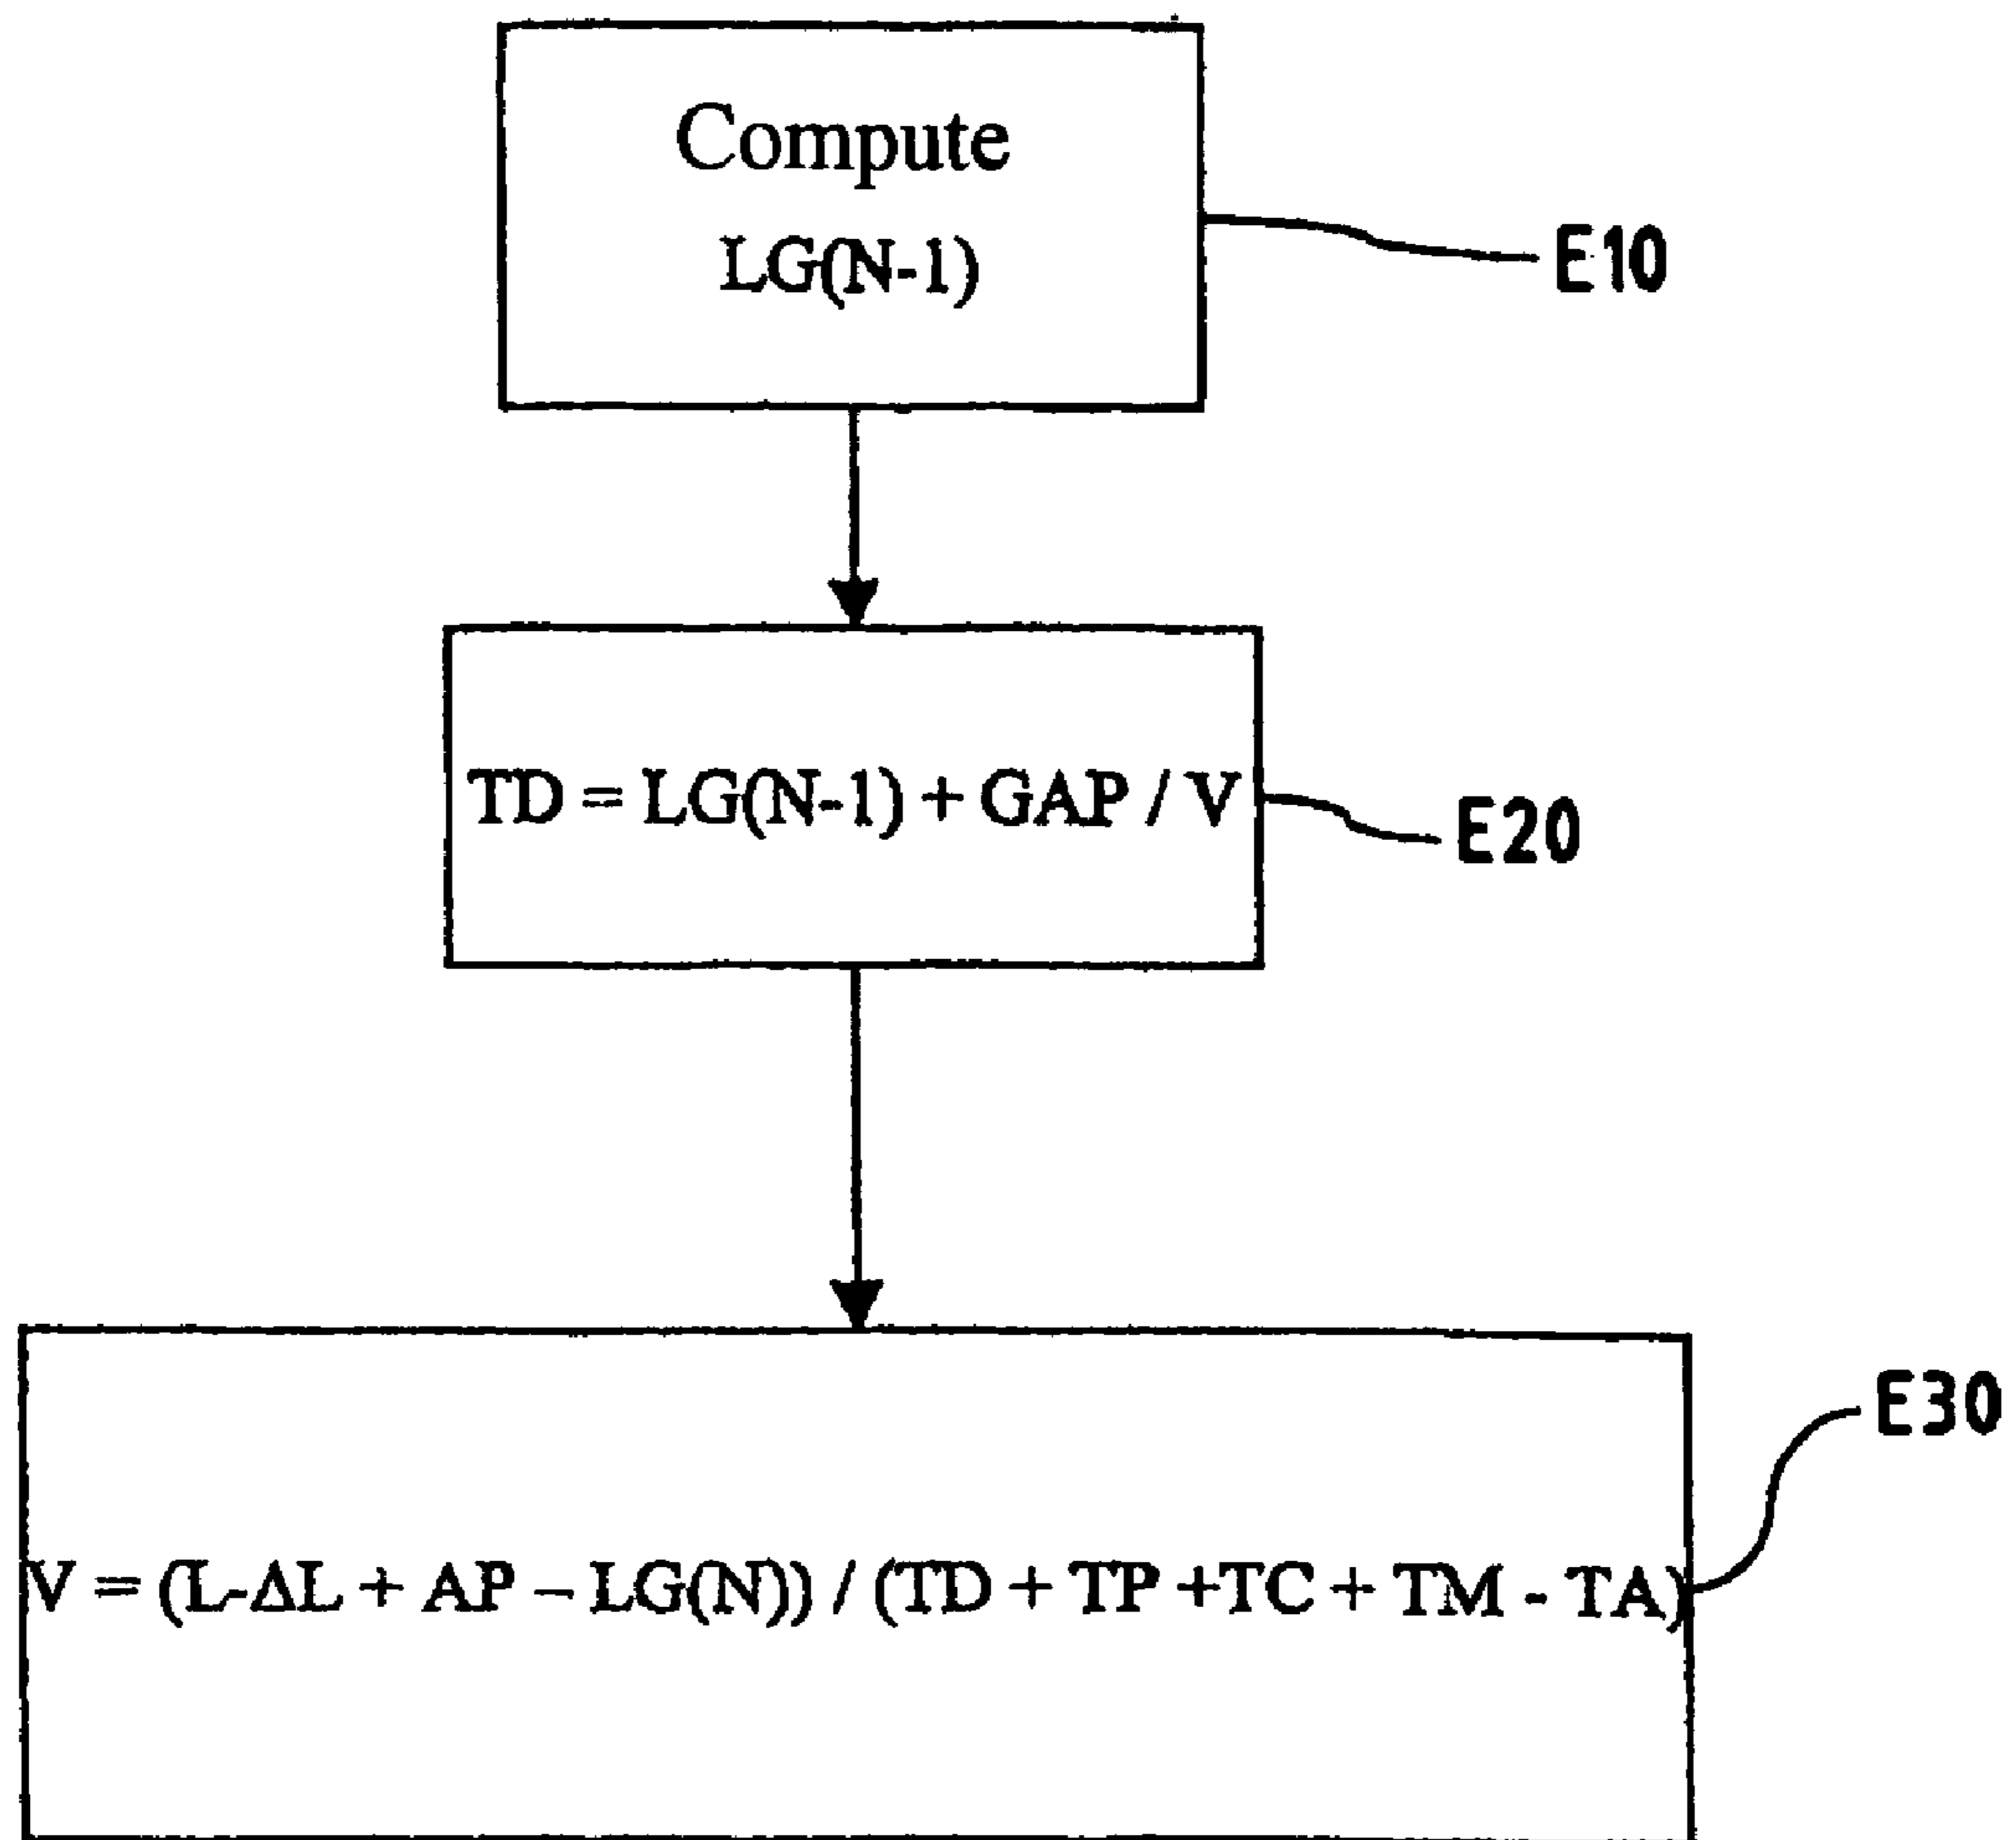 Compute
LG(N-1)
E10
TD = LG(N-1) + GAP / V
E20
E30
V = (L-ΔL + AP – LG(N)) / (TD + TP +TC + TM - TA)